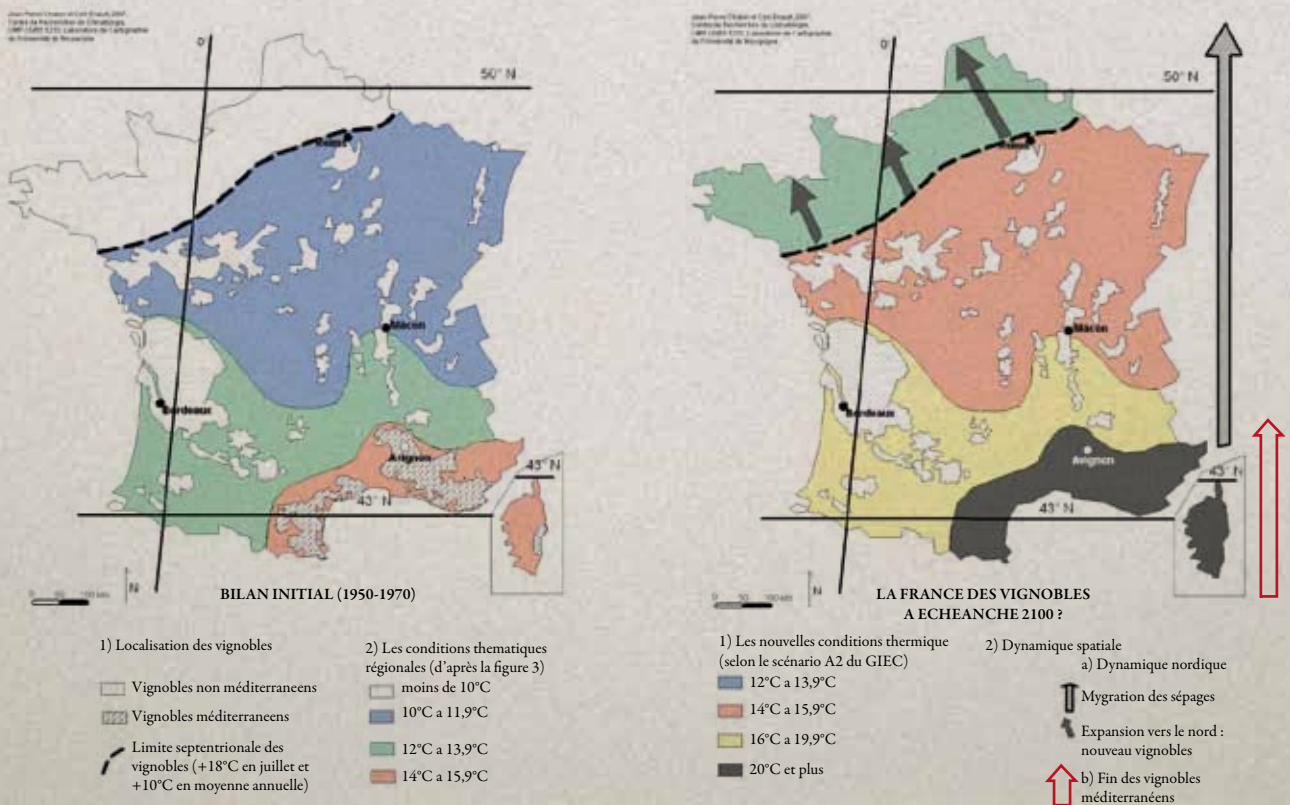 50° N
0°
Reims
Mâcon
Bordeaux
Avignon
43° N
43° N
N
BILAN INITIAL (1950-1970)
1) Localisation des vignobles
Vignobles non méditerraneens
Vignobles méditerraneens
Limite septentrionale des
vignobles (+18°C en juillet et
+10°C en moyenne annuelle)
2) Les conditions thematiques
régionales (d'après la figure 3)
moins de 10°C
10°C a 11,9°C
12°C a 13,9°C
14°C a 15,9°C
50° N
0°
Mâcon
Bordeaux
Avignon
43° N
43° N
0 50 100 km
N
LA FRANCE DES VIGNOBLES
A ECHEANCHE 2100 ?
1) Les nouvelles conditions thermique
(selon le scénario A2 du GIEC)
12°C a 13,9°C
14°C a 15,9°C
16°C a 19,9°C
20°C et plus
2) Dynamique spatiale
a) Dynamique nordique
Mygration des sépages
Expansion vers le nord :
nouveau vignobles
b) Fin des vignobles
méditerranéens